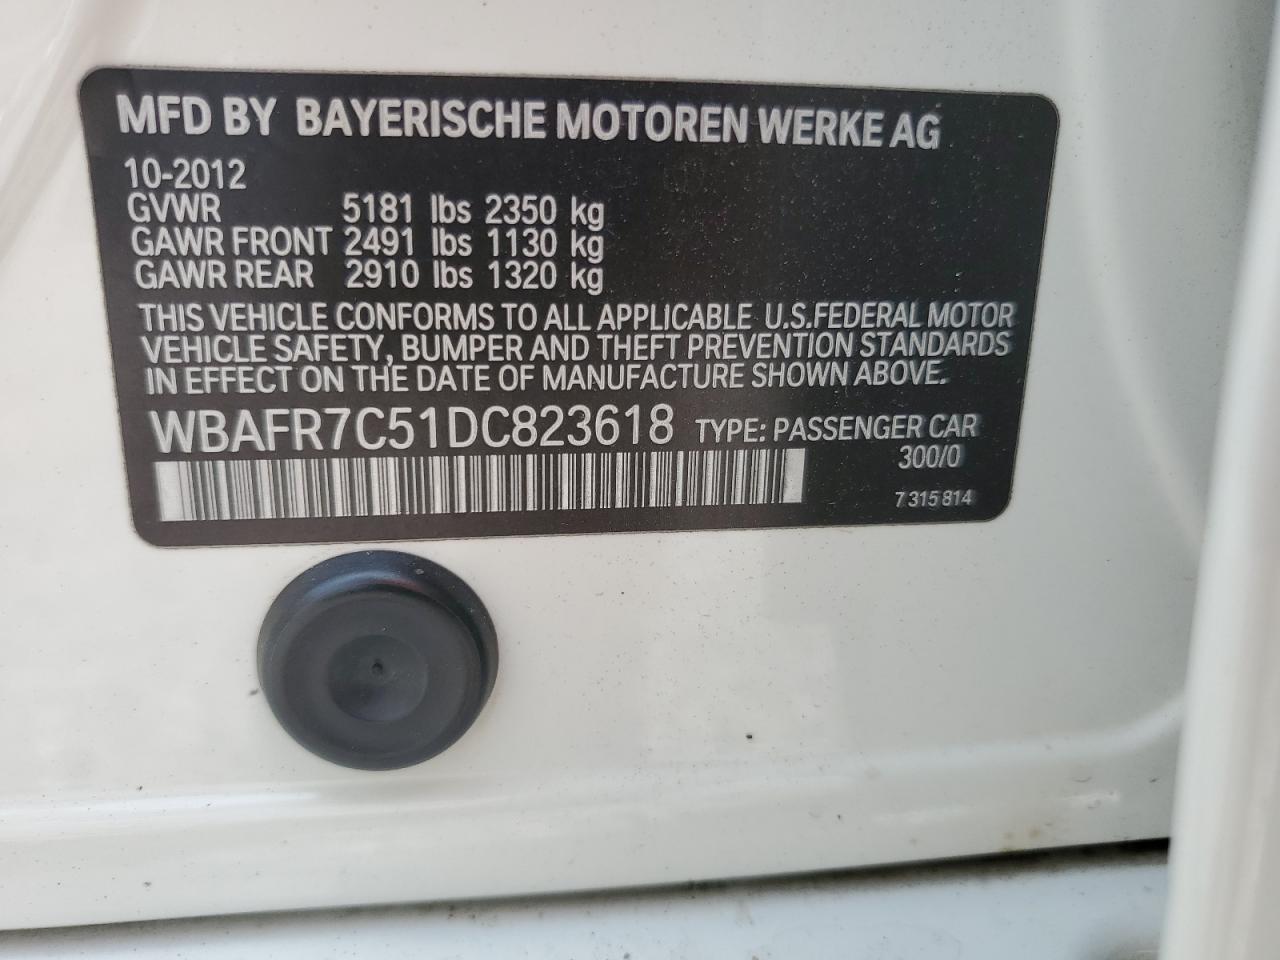 MFD BY BAYERISCHE MOTOREN WERKE AG
10-2012
GVWR 5181 lbs 2350 kg
GAWR FRONT 2491 lbs 1130 kg
GAWR REAR 2910 lbs 1320 kg
THIS VEHICLE CONFORMS TO ALL APPLICABLE U.S.FEDERAL MOTOR
VEHICLE SAFETY, BUMPER AND THEFT PREVENTION STANDARDS
IN EFFECT ON THE DATE OF MANUFACTURE SHOWN ABOVE.
WBAFR7C51DC823618 TYPE: PASSENGER CAR
300/0
7 315 814